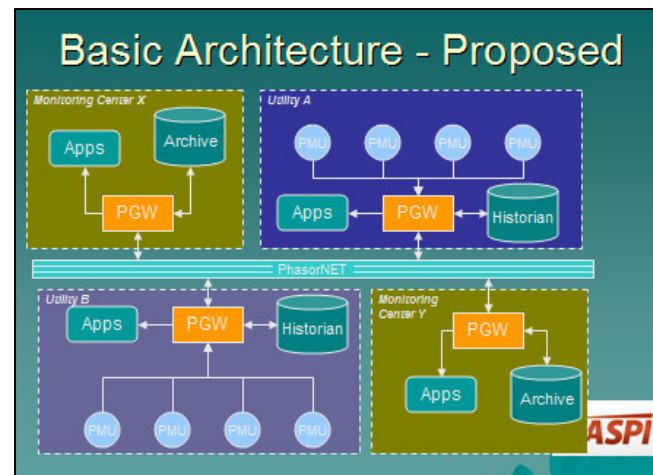 Basic Architecture - Proposed
Monitoring Center X
Apps
Archive
PGW
Utility A
PMU PMU PMU PMU
Apps
PGW
Historian
PhasorNET
Utility B
Apps
PGW
Historian
PMU PMU PMU PMU
Monitoring
Center Y
PGW
Apps
Archive
ASPI